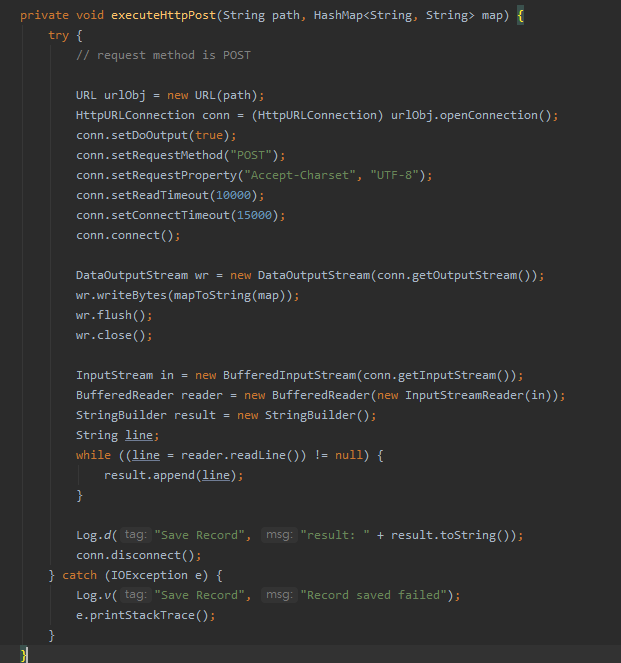 private void executeHttpPost(String path, HashMap<String, String> map) {
try {
// request method is POST
URL urlObj = new URL(path);
HttpURLConnection conn = (HttpURLConnection) urlObj.openConnection();
conn.setDoOutput(true);
conn.setRequestMethod("POST");
conn.setRequestProperty("Accept-Charset", "UTF-8");
conn.setReadTimeout(10000);
conn.setConnectTimeout(15000);
conn.connect();
DataOutputStream wr = new DataOutputStream(conn.getOutputStream());
wr.writeBytes(mapToString(map));
wr.flush();
wr.close();
InputStream in = new BufferedInputStream(conn.getInputStream());
BufferedReader reader = new BufferedReader(new InputStreamReader(in));
StringBuilder result = new StringBuilder();
String line;
while ((line = reader.readLine()) != null) {
result.append(line);
}
Log.d( tag: "Save Record", msg: "result: " + result.toString());
conn.disconnect();
} catch (IOException e) {
Log.v( tag: "Save Record", msg: "Record saved failed");
e.printStackTrace();
}
}